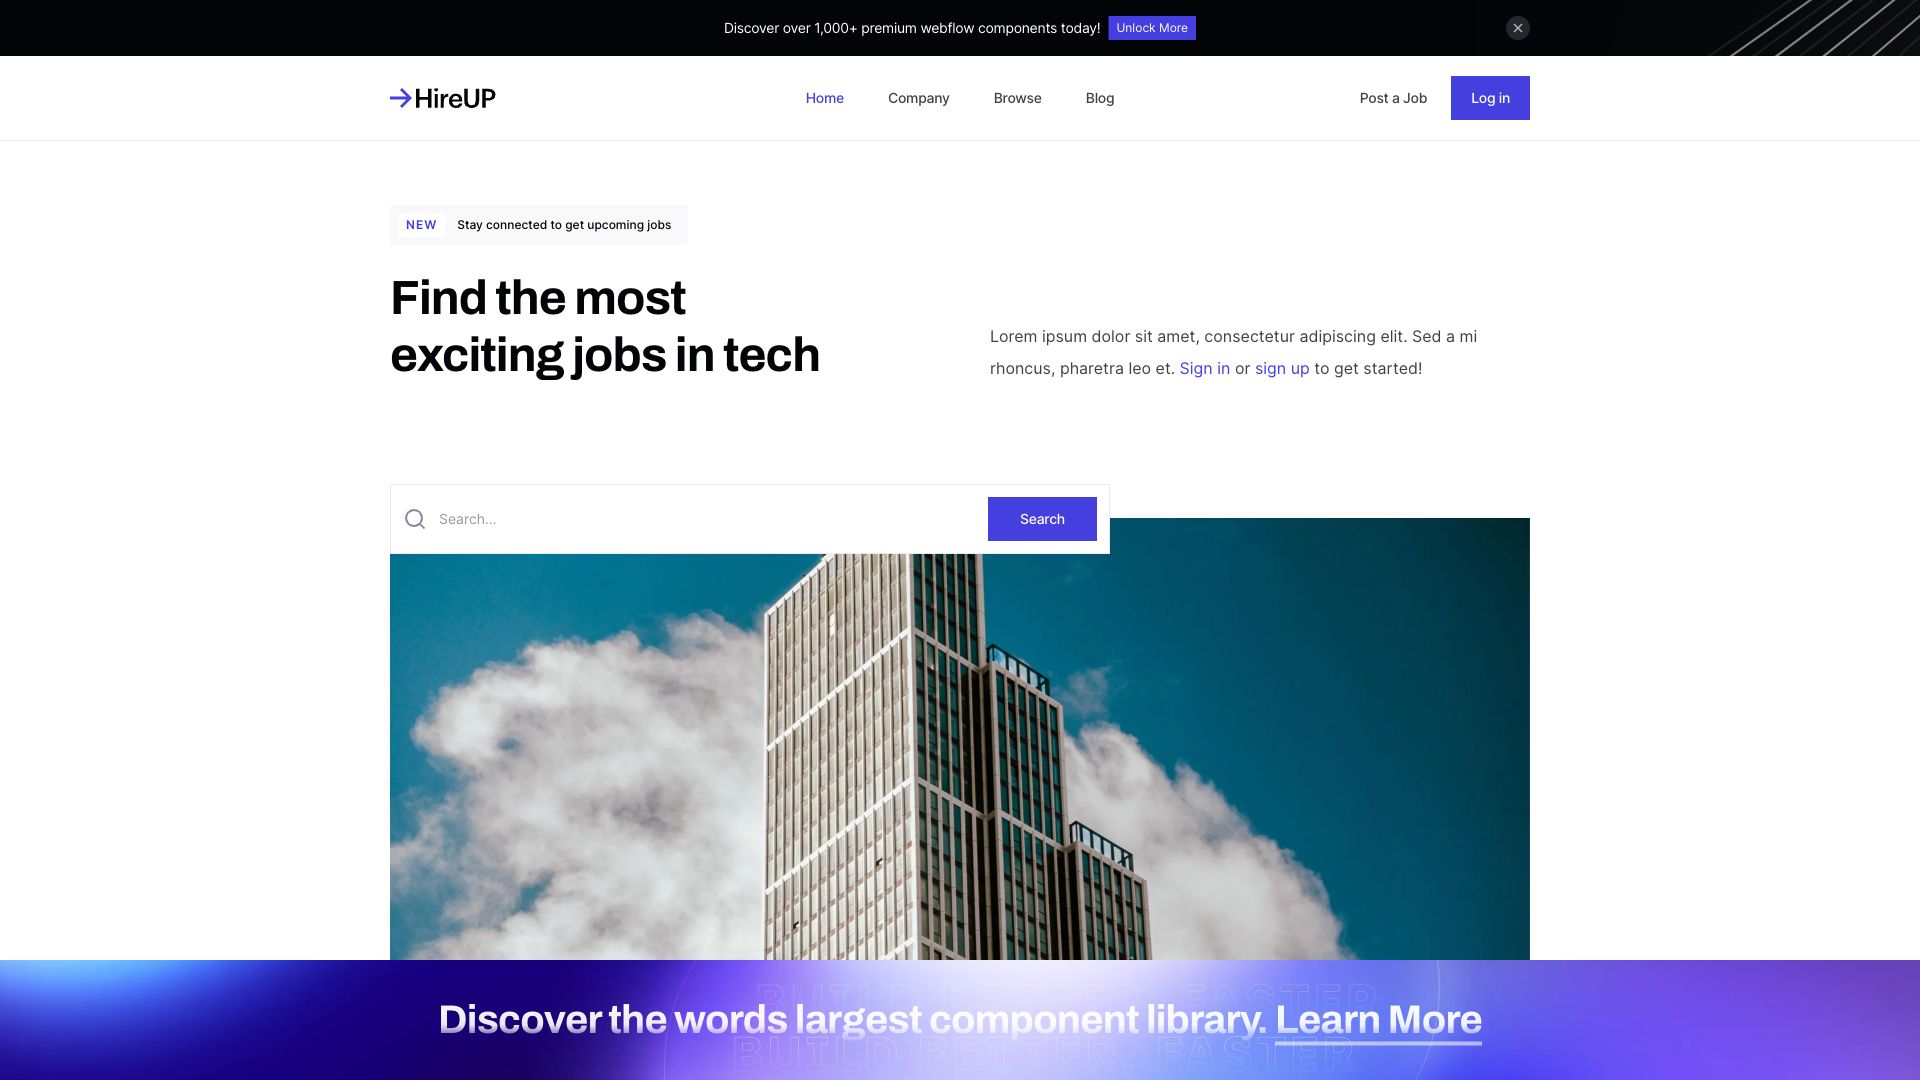 Discover over 1,000+ premium webflow components today! Unlock More
HireUP
Home Company Browse Blog
Post a Job Log in
NEW Stay connected to get upcoming jobs
Find the most
exciting jobs in tech
Lorem ipsum dolor sit amet, consectetur adipiscing elit. Sed a mi
rhoncus, pharetra leo et. Sign in or sign up to get started!
Search...
Search
BUILD BETTER, FASTER
Discover the words largest component library. Learn More
BUILD BETTER, FASTER